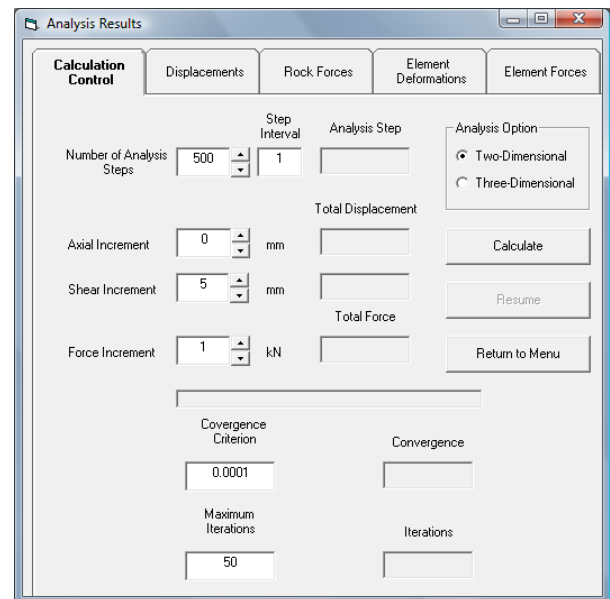 Analysis Results
Calculation
Control
Displacements
Rock Forces
Element
Deformations
Element Forces
Number of Analysis
Steps
500
Step
Interval
1
Analysis Step
Analysis Option
Two-Dimensional
Three-Dimensional
Total Displacement
Axial Increment
0
mm
Calculate
Shear Increment
5
mm
Resume
Total Force
Force Increment
1
kN
Return to Menu
Covergence
Criterion
Convergence
0.0001
Maximum
Iterations
Iterations
50